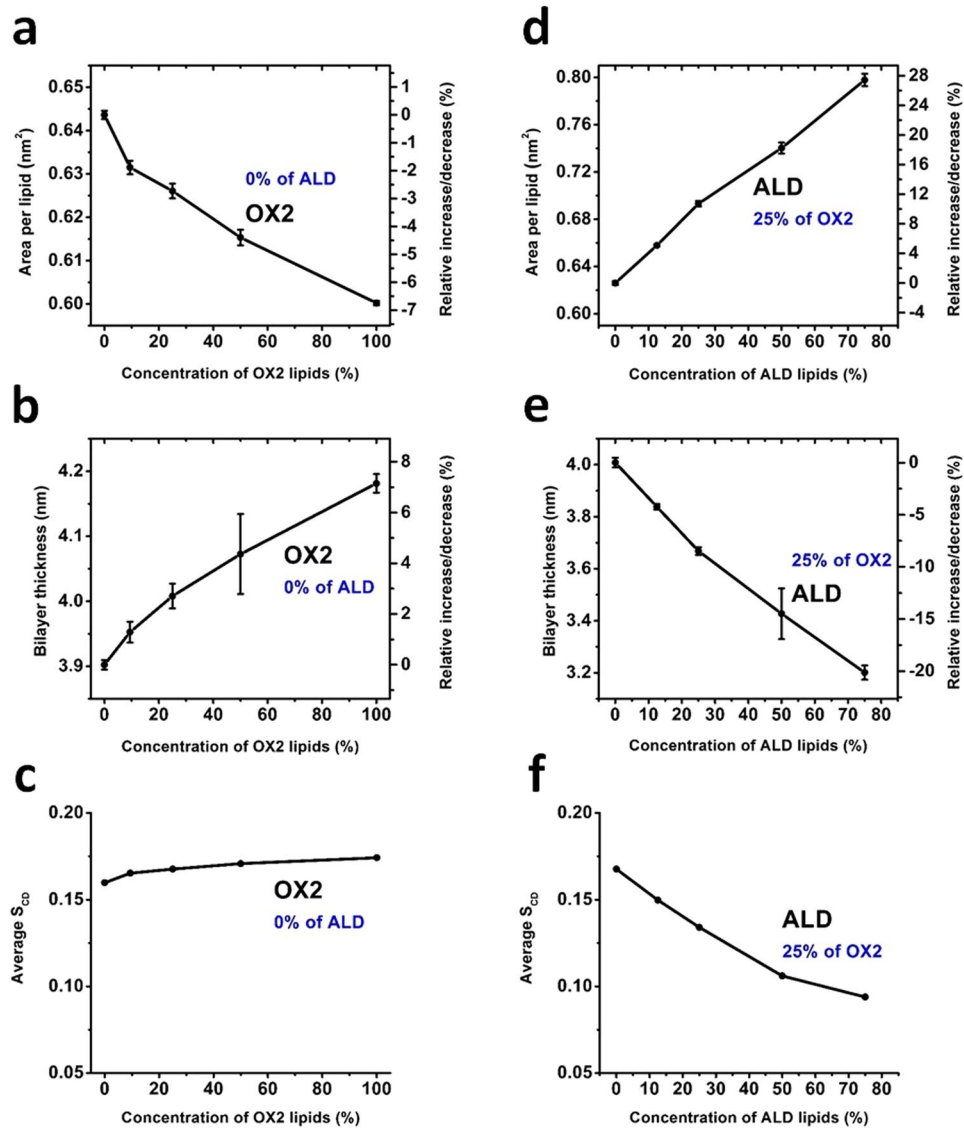 a
0.65
0.64
0.63
0.62
0.61
0.60
Area per lipid (nm²)
1
0
-1
-2
-3
-4
-5
-6
-7
Relative increase/decrease (%)
0% of ALD
OX2
0 20 40 60 80 100
Concentration of OX2 lipids (%)
d
0.80
0.76
0.72
0.68
0.64
0.60
Area per lipid (nm²)
28
24
20
16
12
8
4
0
-4
Relative increase/decrease (%)
ALD
25% of OX2
0 10 20 30 40 50 60 70 80
Concentration of ALD lipids (%)
b
4.2
4.1
4.0
3.9
Bilayer thickness (nm)
8
6
4
2
0
Relative increase/decrease (%)
OX2
0% of ALD
0 20 40 60 80 100
Concentration of OX2 lipids (%)
e
4.0
3.8
3.6
3.4
3.2
Bilayer thickness (nm)
0
-5
-10
-15
-20
Relative increase/decrease (%)
25% of OX2
ALD
0 10 20 30 40 50 60 70 80
Concentration of ALD lipids (%)
c
0.20
0.15
0.10
0.05
Average S_CD
OX2
0% of ALD
0 20 40 60 80 100
Concentration of OX2 lipids (%)
f
0.20
0.15
0.10
0.05
Average S_CD
ALD
25% of OX2
0 10 20 30 40 50 60 70 80
Concentration of ALD lipids (%)